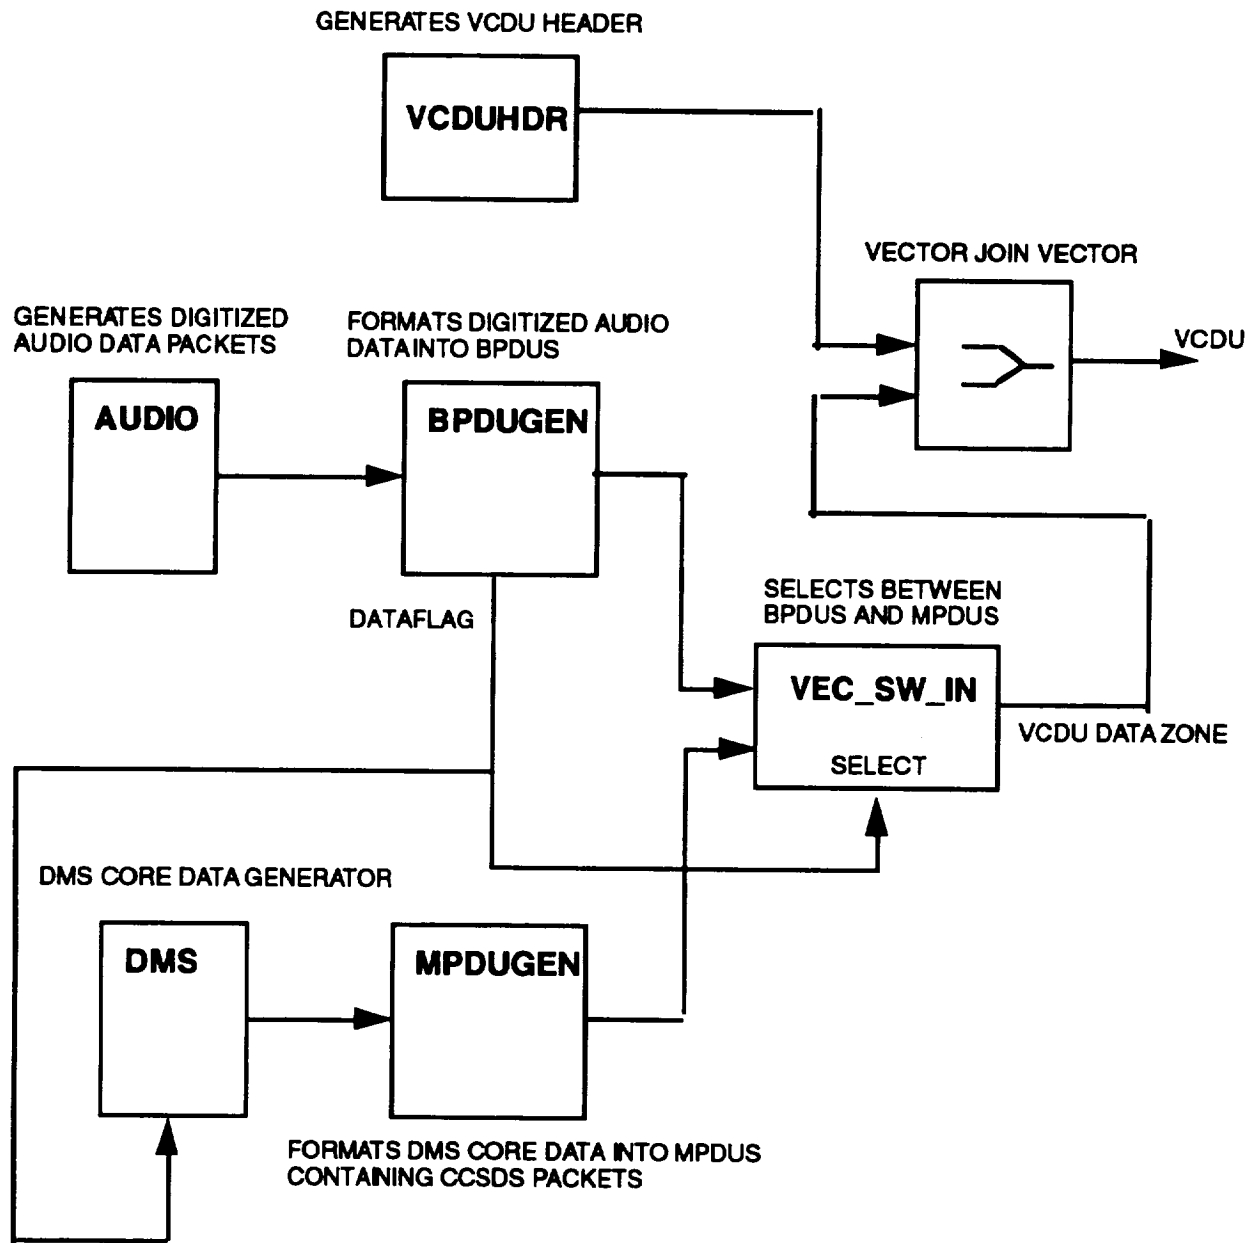 GENERATES VCDU HEADER
VCDUHDR
VECTOR JOIN VECTOR
VCDU
GENERATES DIGITIZED
AUDIO DATA PACKETS
AUDIO
FORMATS DIGITIZED AUDIO
DATA INTO BPDUS
BPDUGEN
DATAFLAG
SELECTS BETWEEN
BPDUS AND MPDUS
VEC_SW_IN
SELECT
VCDU DATA ZONE
DMS CORE DATA GENERATOR
DMS
MPDUGEN
FORMATS DMS CORE DATA INTO MPDUS
CONTAINING CCSDS PACKETS